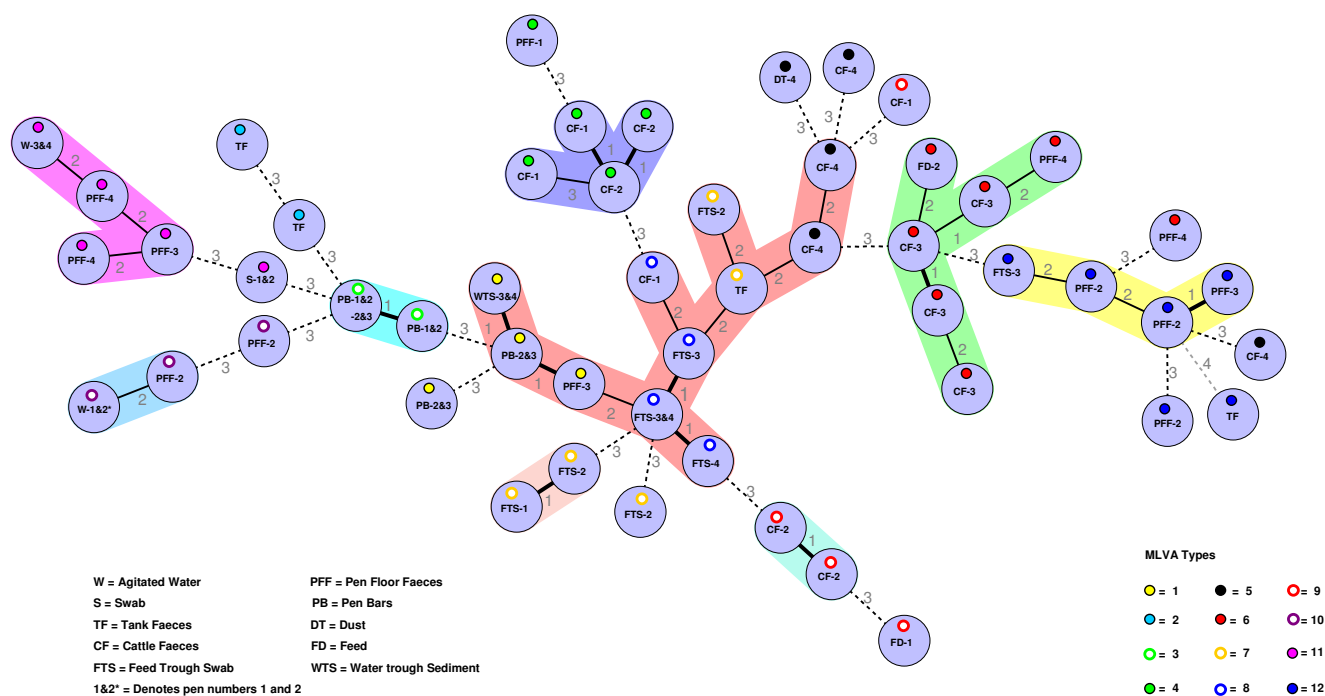 PFF-1
3
DT-4
CF-4
CF-1
3
3
3
CF-1
CF-2
1
1
CF-1
3
CF-2
W-3&4
2
PFF-4
2
PFF-4
2
PFF-3
TF
3
TF
3
3
S-1&2
3
PB-1&2
-2&3
1
PB-1&2
3
PFF-2
3
3
PFF-2
2
W-1&2*
CF-4
2
CF-4
3
FTS-2
2
TF
2
3
CF-1
2
2
FTS-3
1
WTS-3&4
1
PB-2&3
3
PB-2&3
1
PFF-3
2
FTS-3&4
1
FTS-4
3
3
FTS-2
1
FTS-1
3
FTS-2
FD-2
2
CF-3
1
CF-3
2
PFF-4
1
CF-3
2
CF-3
3
FTS-3
2
PFF-2
3
PFF-4
2
PFF-2
1
PFF-3
3
CF-4
3
PFF-2
4
TF
CF-2
1
CF-2
3
FD-1
W = Agitated Water
PFF = Pen Floor Faeces
S = Swab
PB = Pen Bars
TF = Tank Faeces
DT = Dust
CF = Cattle Faeces
FD = Feed
FTS = Feed Trough Swab
WTS = Water trough Sediment
1&2* = Denotes pen numbers 1 and 2
MLVA Types
= 1
= 5
= 9
= 2
= 6
= 10
= 3
= 7
= 11
= 4
= 8
= 12